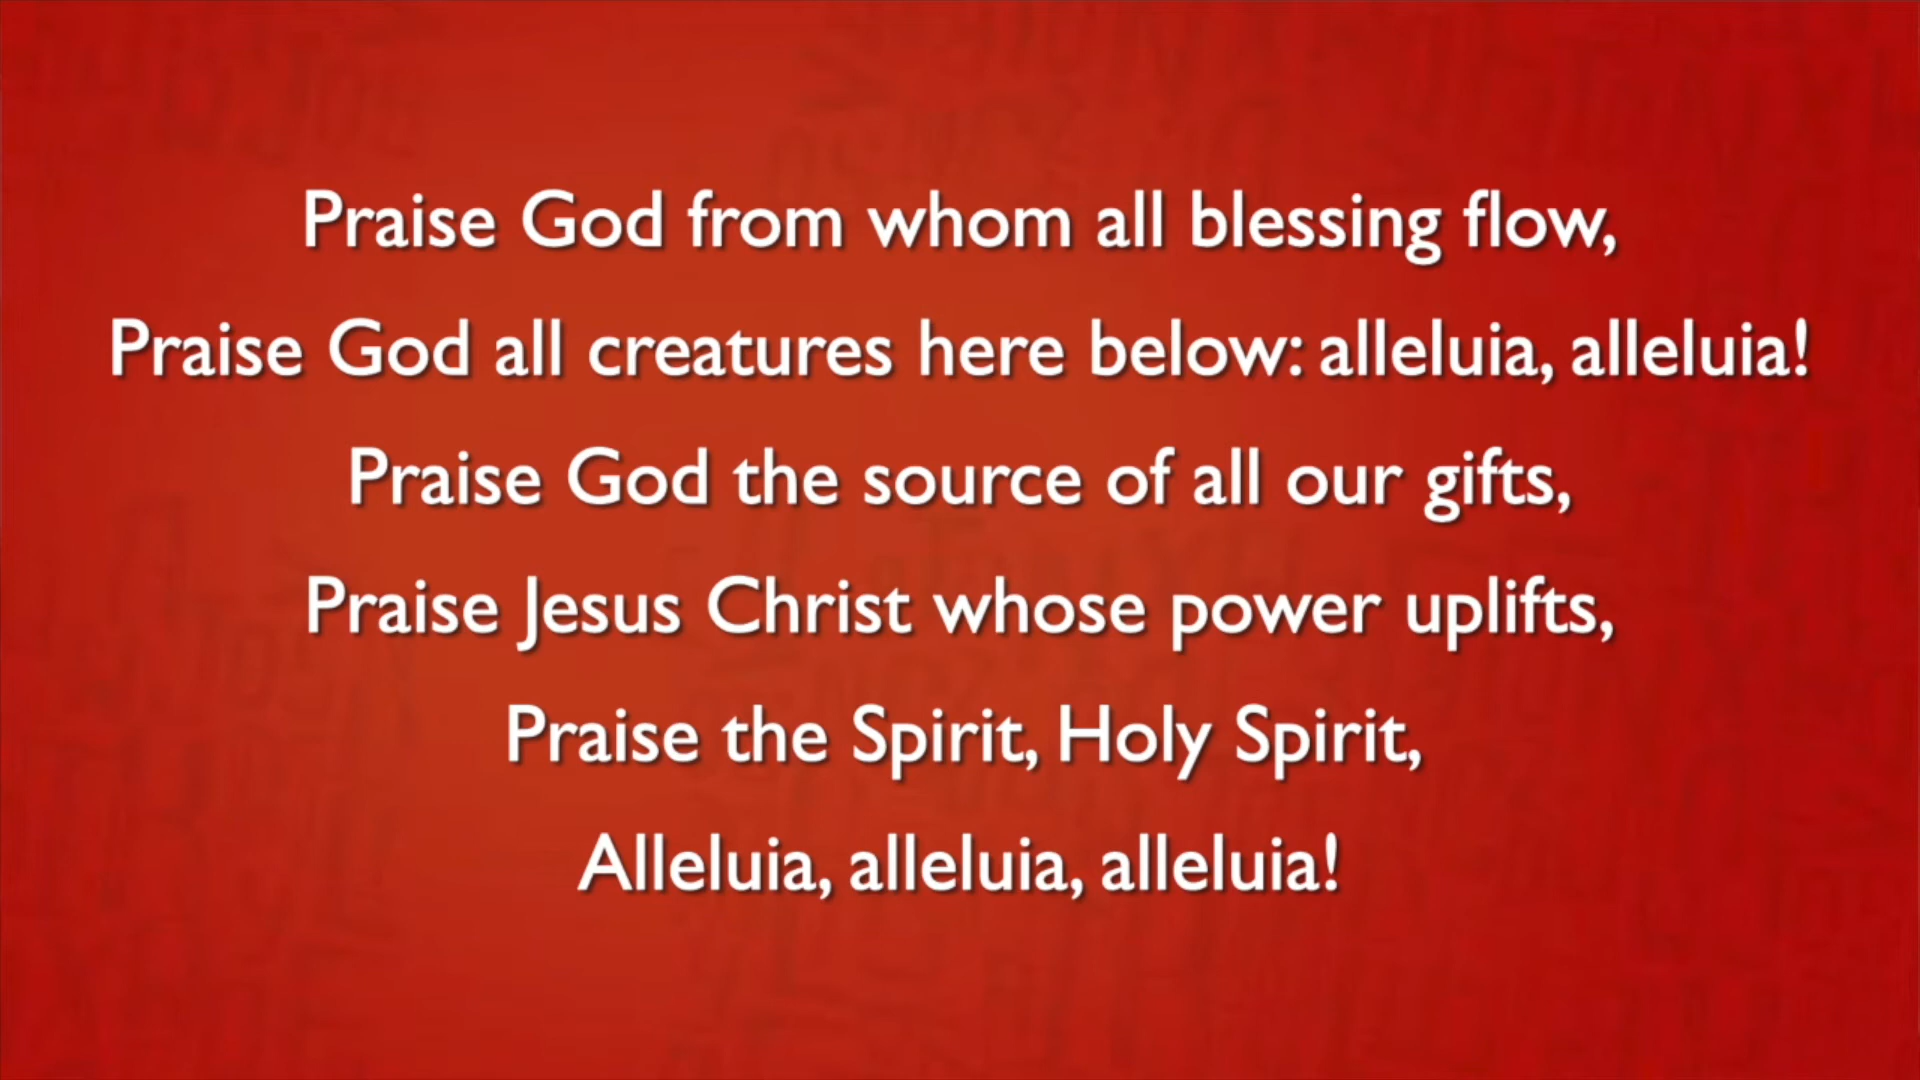 Praise God from whom all blessing flow,
Praise God all creatures here below: alleluia, alleluia!
Praise God the source of all our gifts,
Praise Jesus Christ whose power uplifts,
Praise the Spirit, Holy Spirit,
Alleluia, alleluia, alleluia!